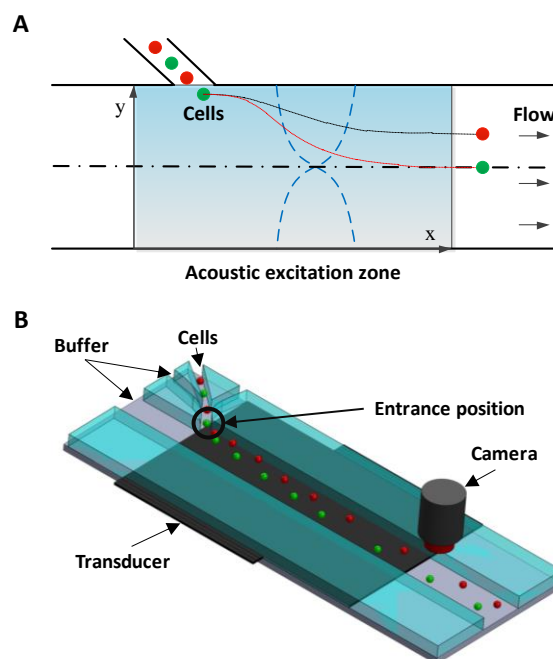 A
y
Cells
Flow
x
Acoustic excitation zone
B
Cells
Buffer
Entrance position
Camera
Transducer